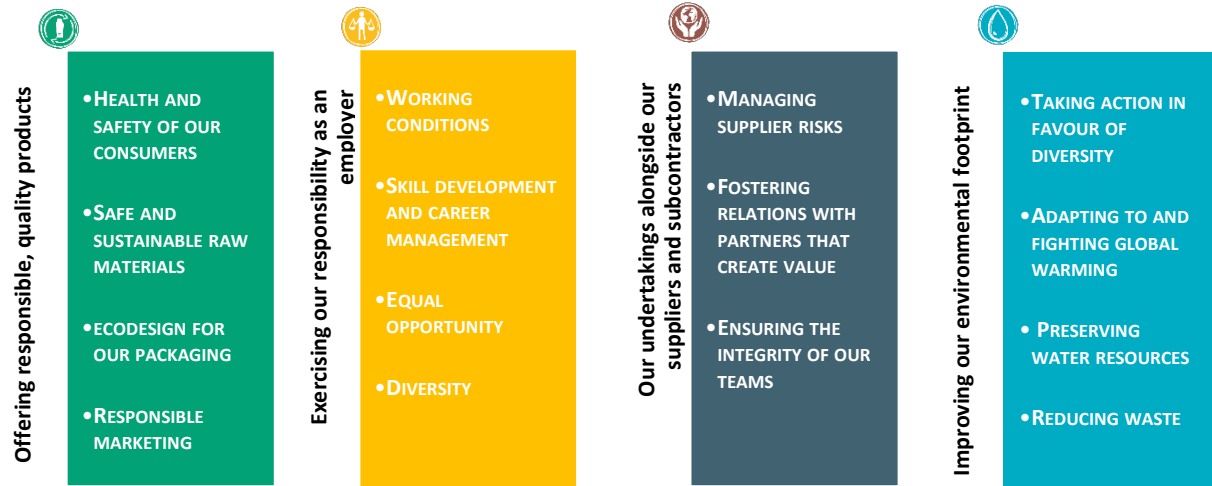 Offering responsible, quality products
•HEALTH AND
SAFETY OF OUR
CONSUMERS
•SAFE AND
SUSTAINABLE RAW
MATERIALS
•ECODESIGN FOR
OUR PACKAGING
•RESPONSIBLE
MARKETING
Exercising our responsibility as an
employer
•WORKING
CONDITIONS
•SKILL DEVELOPMENT
AND CAREER
MANAGEMENT
•EQUAL
OPPORTUNITY
•DIVERSITY
Our undertakings alongside our
suppliers and subcontractors
•MANAGING
SUPPLIER RISKS
•FOSTERING
RELATIONS WITH
PARTNERS THAT
CREATE VALUE
•ENSURING THE
INTEGRITY OF OUR
TEAMS
Improving our environmental footprint
•TAKING ACTION IN
FAVOUR OF
DIVERSITY
•ADAPTING TO AND
FIGHTING GLOBAL
WARMING
• PRESERVING
WATER RESOURCES
•REDUCING WASTE